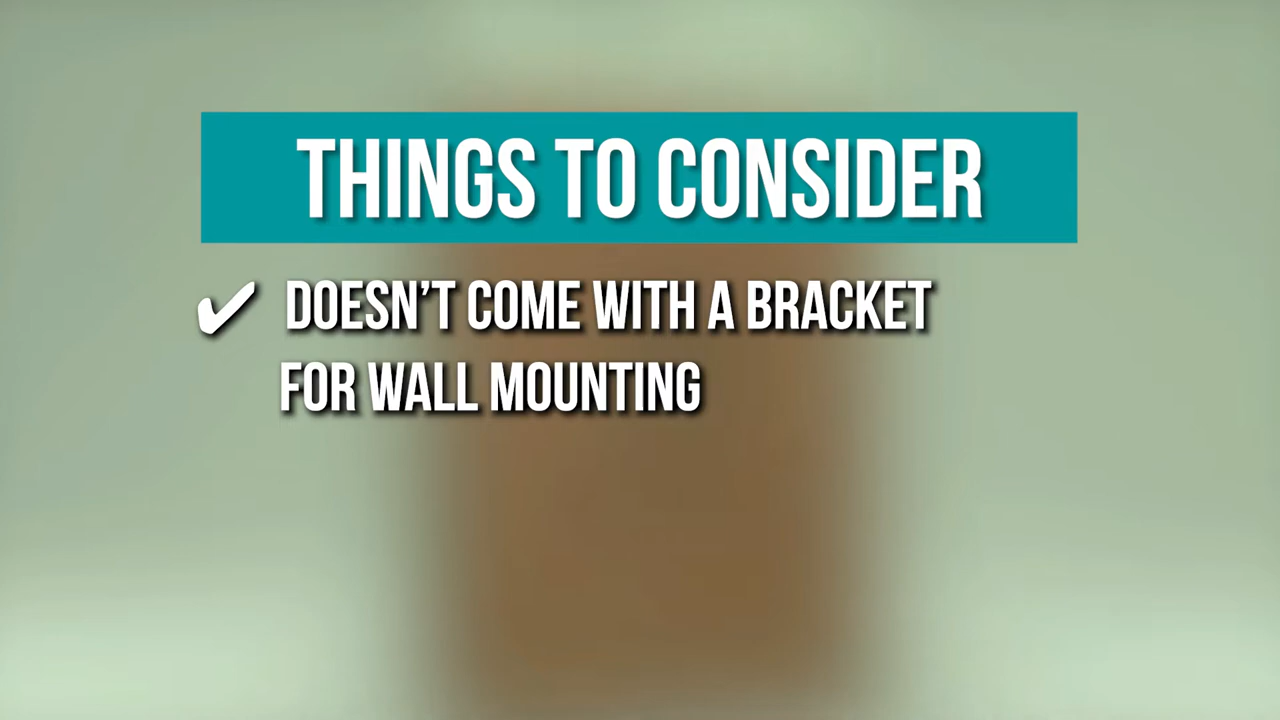 THINGS TO CONSIDER
✔ DOESN'T COME WITH A BRACKET
FOR WALL MOUNTING